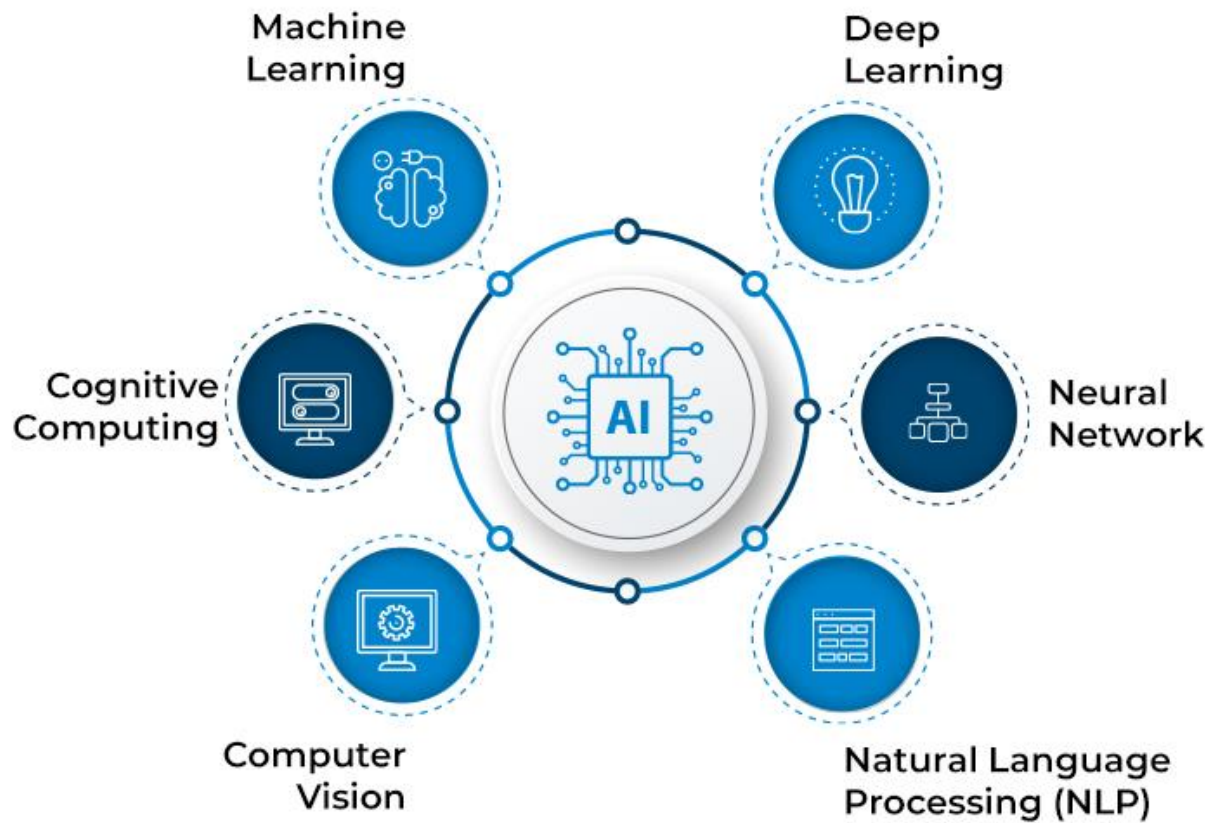 Machine
Learning
Deep
Learning
Cognitive
Computing
AI
Neural
Network
Computer
Vision
Natural Language
Processing (NLP)